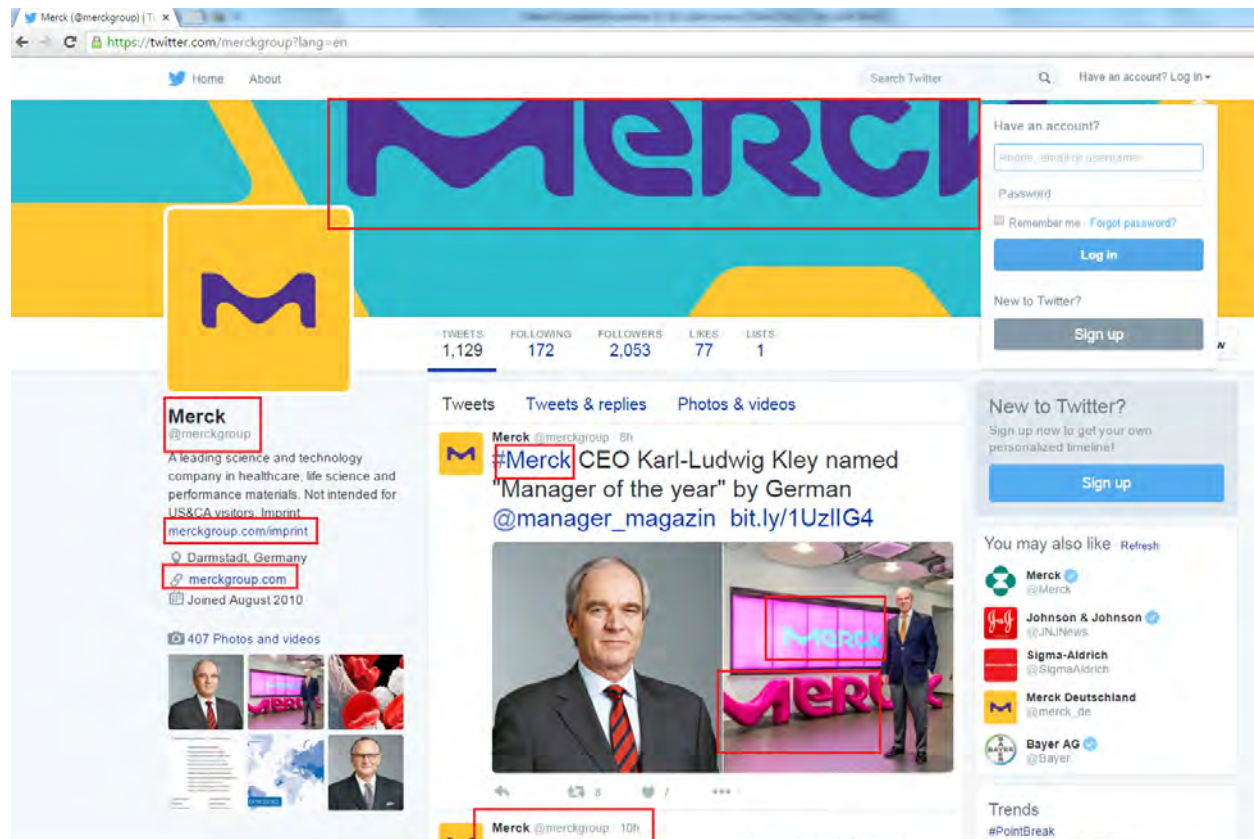 Merck (@merckgroup) | Tw
https://twitter.com/merckgroup?lang=en
Home About
Search Twitter
Have an account? Log in
MERCK
Have an account?
Phone, email or username
Password
Remember me · Forgot password?
Log in
New to Twitter?
Sign up
TWEETS FOLLOWING FOLLOWERS LIKES LISTS
1,129 172 2,053 77 1
Merck
@merckgroup
A leading science and technology
company in healthcare, life science and
performance materials. Not intended for
US&CA visitors. Imprint
merckgroup.com/imprint
Darmstadt, Germany
merckgroup.com
Joined August 2010
407 Photos and videos
Tweets Tweets & replies Photos & videos
Merck @merckgroup · 8h
#Merck CEO Karl-Ludwig Kley named
"Manager of the year" by German
@manager_magazin bit.ly/1UzlIG4
MERCK
MERCK
8 7
Merck @merckgroup · 10h
New to Twitter?
Sign up now to get your own
personalized timeline!
Sign up
You may also like · Refresh
Merck
@Merck
Johnson & Johnson
@JNJNews
Sigma-Aldrich
@SigmaAldrich
Merck Deutschland
@merck_de
Bayer AG
@Bayer
Trends
#PointBreak